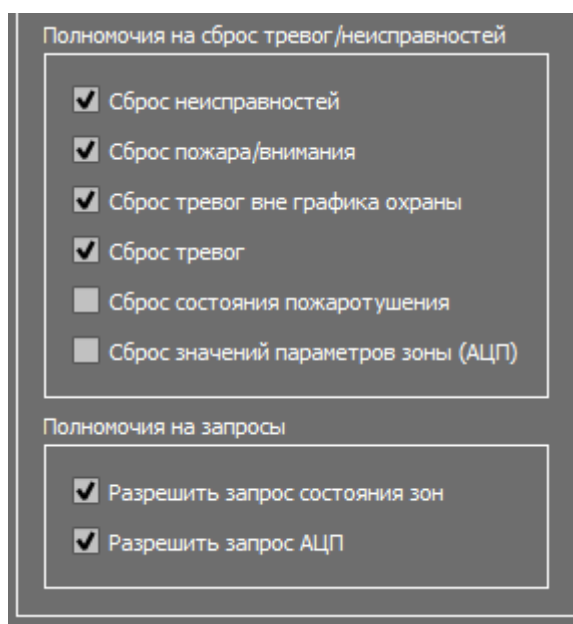 Полномочия на сброс тревог/неисправностей
Сброс неисправностей
Сброс пожара/внимания
Сброс тревог вне графика охраны
Сброс тревог
Сброс состояния пожаротушения
Сброс значений параметров зоны (АЦП)
Полномочия на запросы
Разрешить запрос состояния зон
Разрешить запрос АЦП